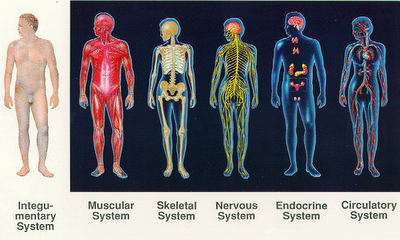 Integu-
mentary
System
Muscular
System
Skeletal
System
Nervous
System
Endocrine
System
Circulatory
System